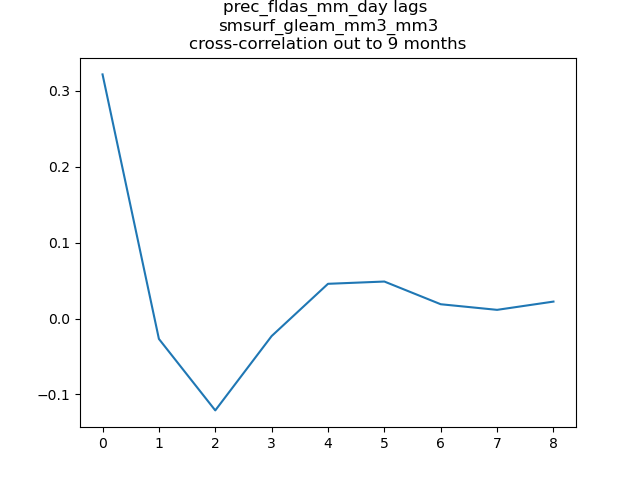 prec_fldas_mm_day lags
smsurf_gleam_mm3_mm3
cross-correlation out to 9 months
0.3
0.2
0.1
0.0
−0.1
0 1 2 3 4 5 6 7 8